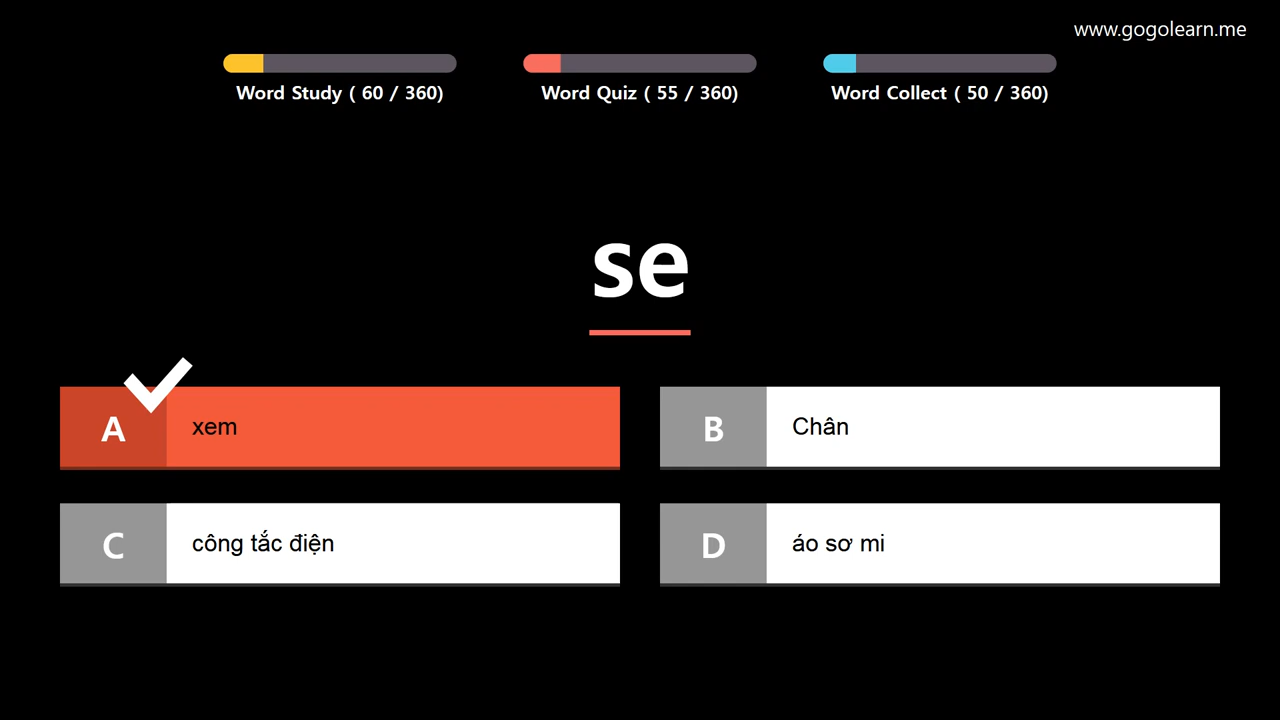 www.gogolearn.me
Word Study ( 60 / 360)
Word Quiz ( 55 / 360)
Word Collect ( 50 / 360)
se
A
xem
B
Chân
C
công tắc điện
D
áo sơ mi